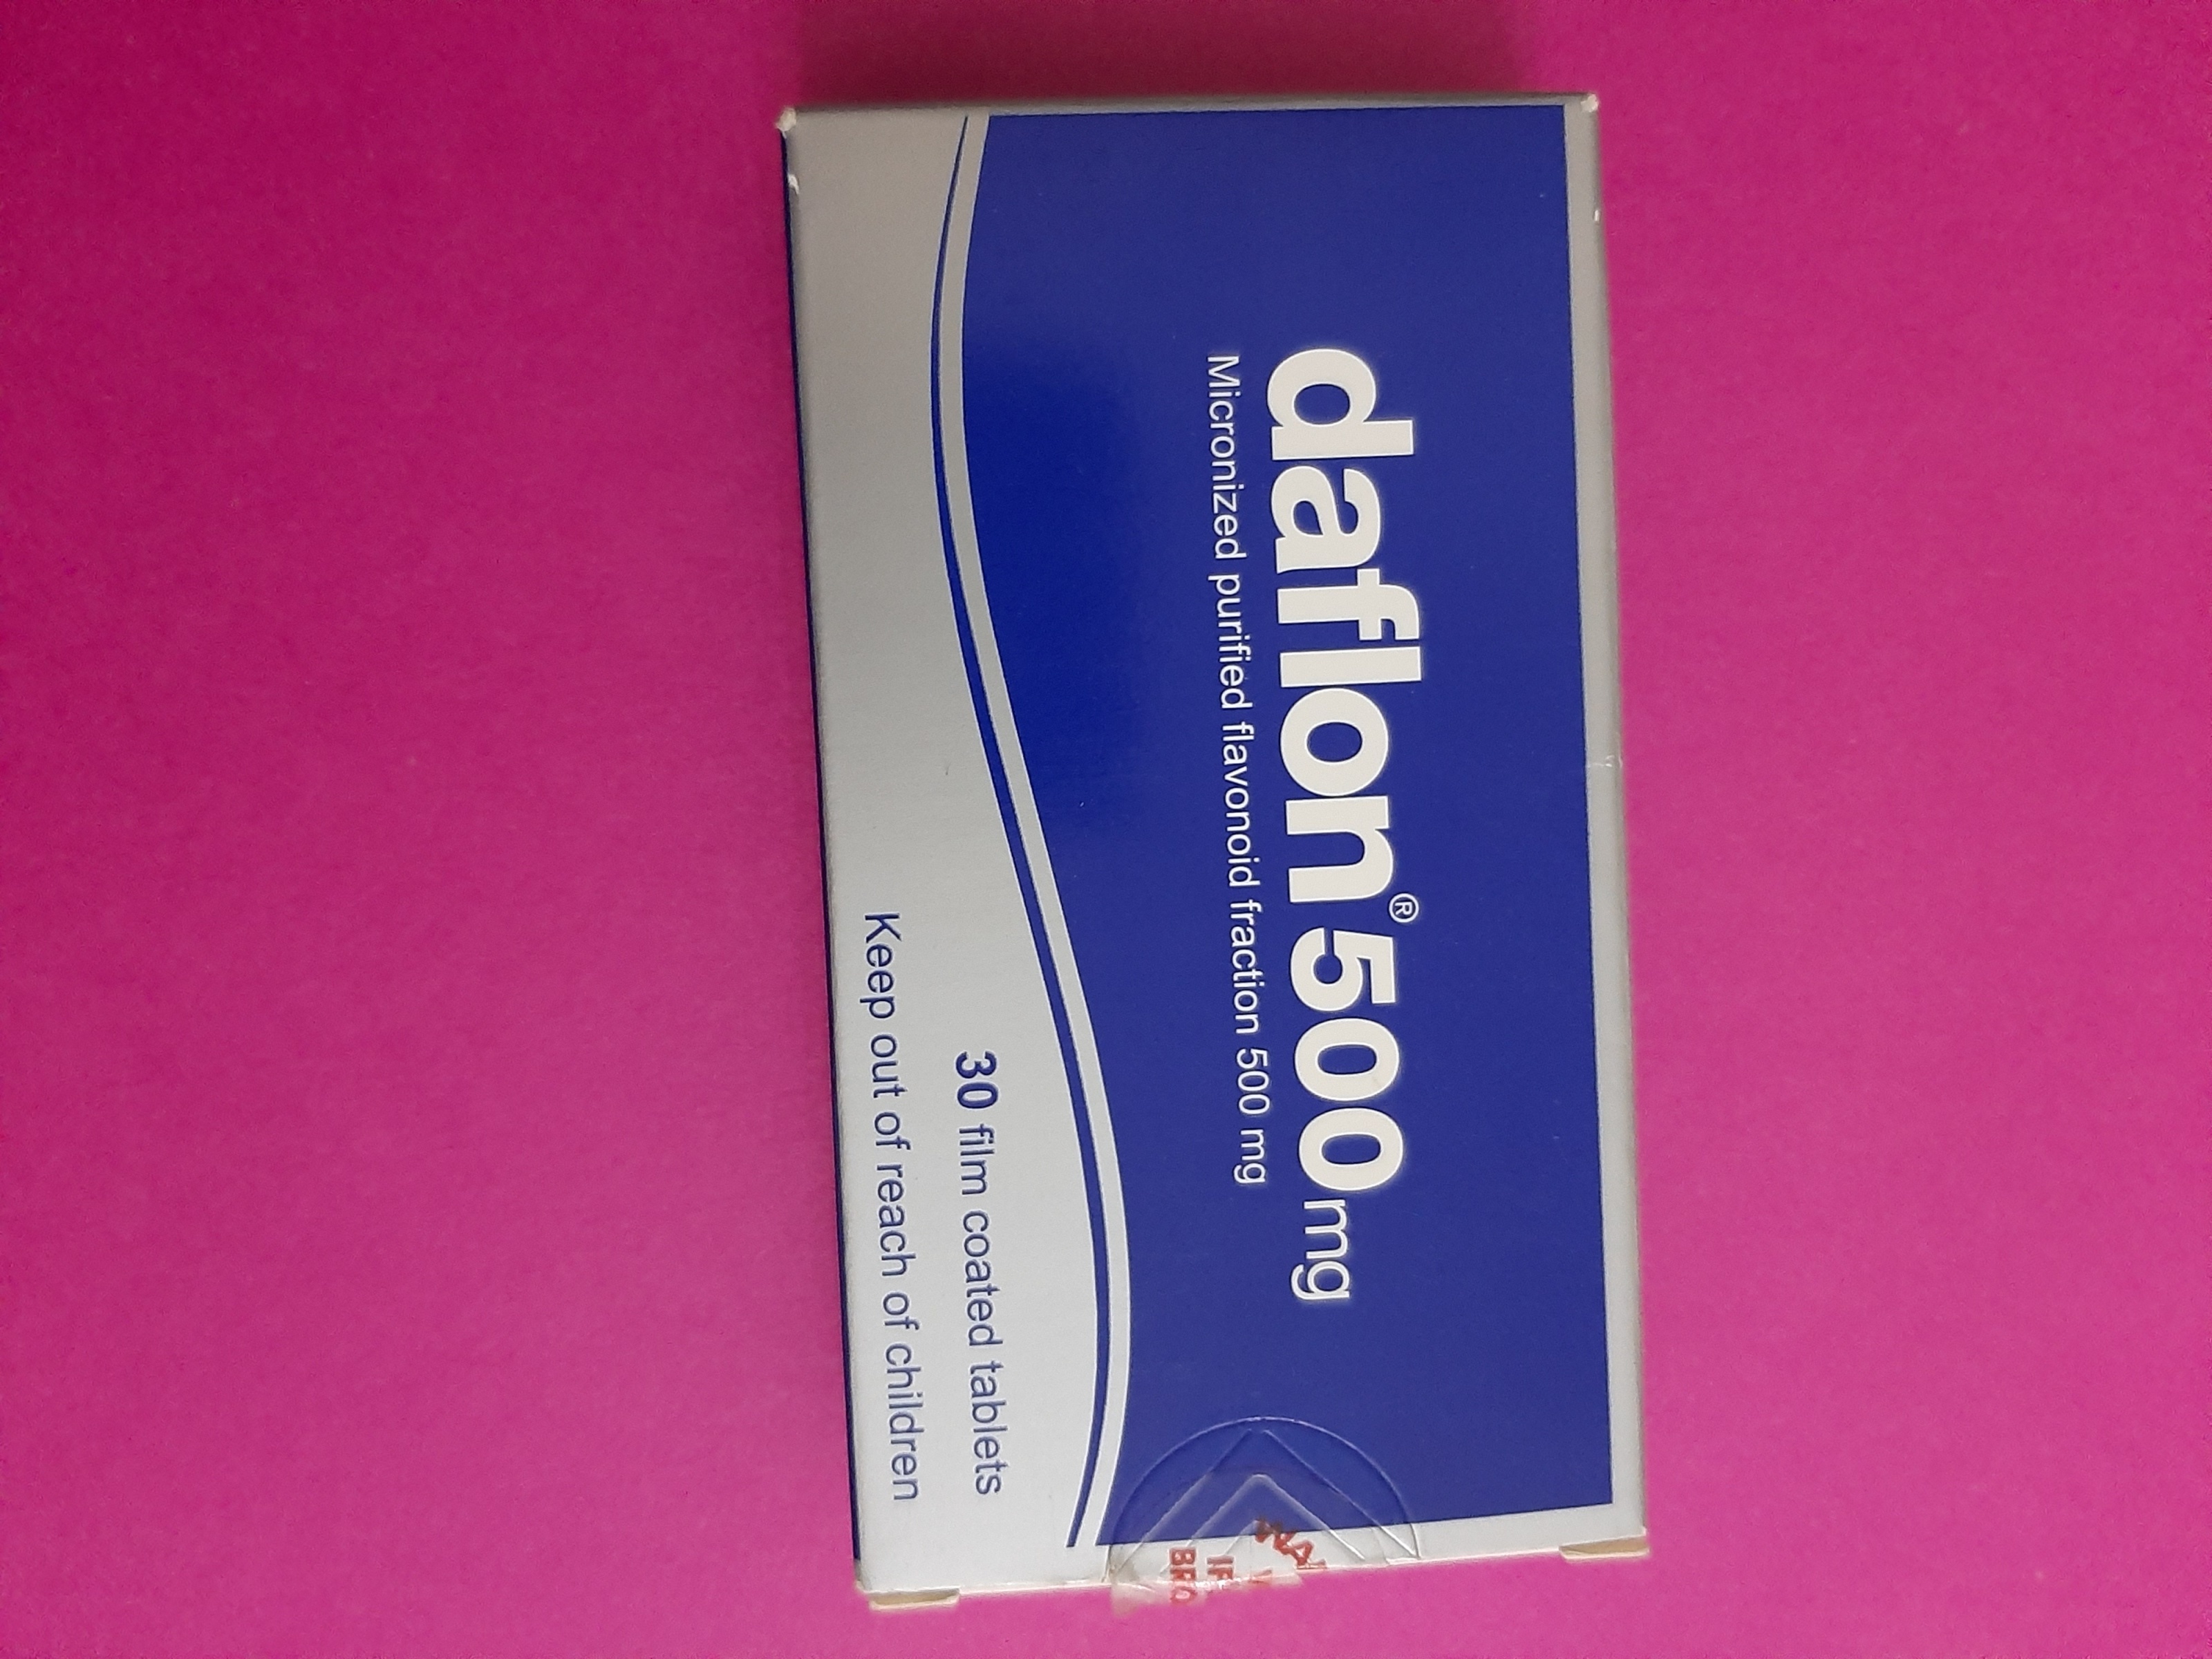 daflon® 500 mg
Micronized purified flavonoid fraction 500 mg
30 film coated tablets
Keep out of reach of children